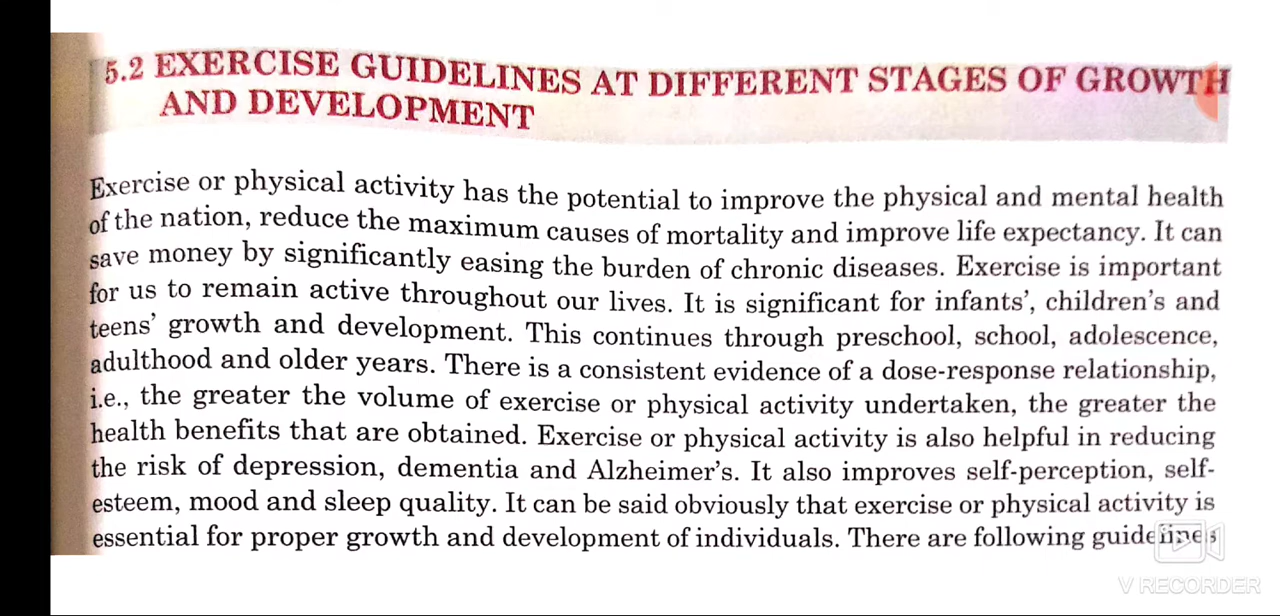 5.2 EXERCISE GUIDELINES AT DIFFERENT STAGES OF GROWTH
AND DEVELOPMENT
Exercise or physical activity has the potential to improve the physical and mental health
of the nation, reduce the maximum causes of mortality and improve life expectancy. It can
save money by significantly easing the burden of chronic diseases. Exercise is important
for us to remain active throughout our lives. It is significant for infants', children's and
teens' growth and development. This continues through preschool, school, adolescence,
adulthood and older years. There is a consistent evidence of a dose-response relationship,
i.e., the greater the volume of exercise or physical activity undertaken, the greater the
health benefits that are obtained. Exercise or physical activity is also helpful in reducing
the risk of depression, dementia and Alzheimer's. It also improves self-perception, self-
esteem, mood and sleep quality. It can be said obviously that exercise or physical activity is
essential for proper growth and development of individuals. There are following guidelines
V RECORDER